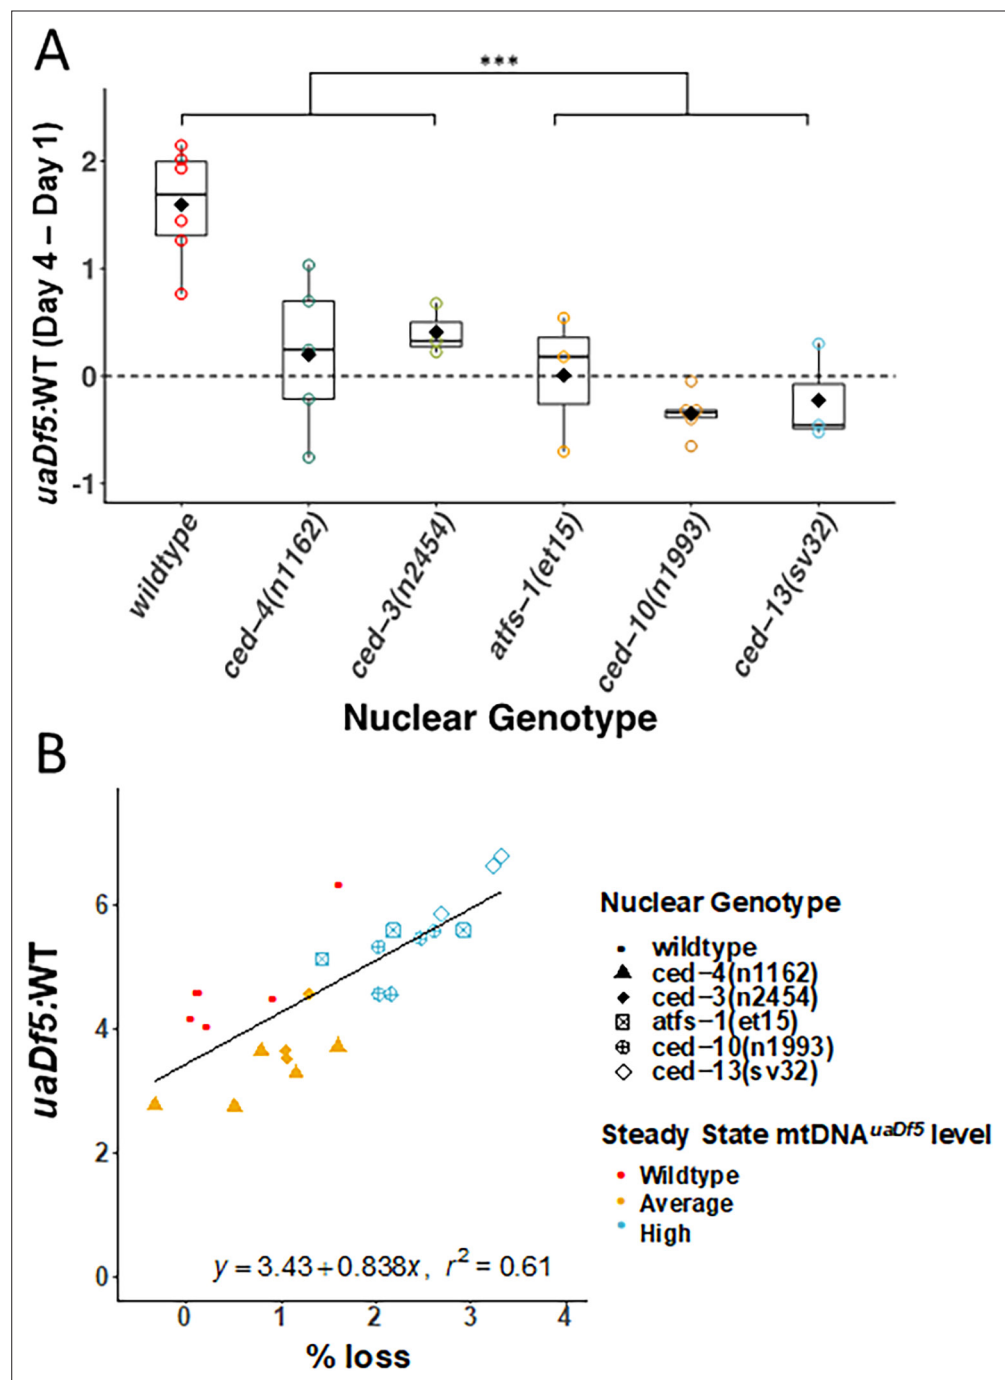 A
***
uaDf5:WT (Day 4 – Day 1)
2
1
0
-1
wildtype
ced-4(n1162)
ced-3(n2454)
atfs-1(et15)
ced-10(n1993)
ced-13(sv32)
Nuclear Genotype
B
uaDf5:WT
6
4
2
0
y = 3.43+0.838x, r² = 0.61
0 1 2 3 4
% loss
Nuclear Genotype
wildtype
ced-4(n1162)
ced-3(n2454)
atfs-1(et15)
ced-10(n1993)
ced-13(sv32)
Steady State mtDNA^uaDf5 level
Wildtype
Average
High